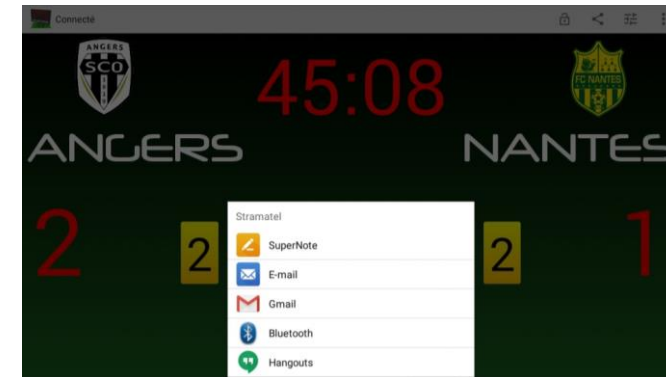 Connecté
ANGERS
SCO
45:08
FC NANTES
ANGERS
NANTES
2
2
2
1
Stramatel
SuperNote
E-mail
Gmail
Bluetooth
Hangouts